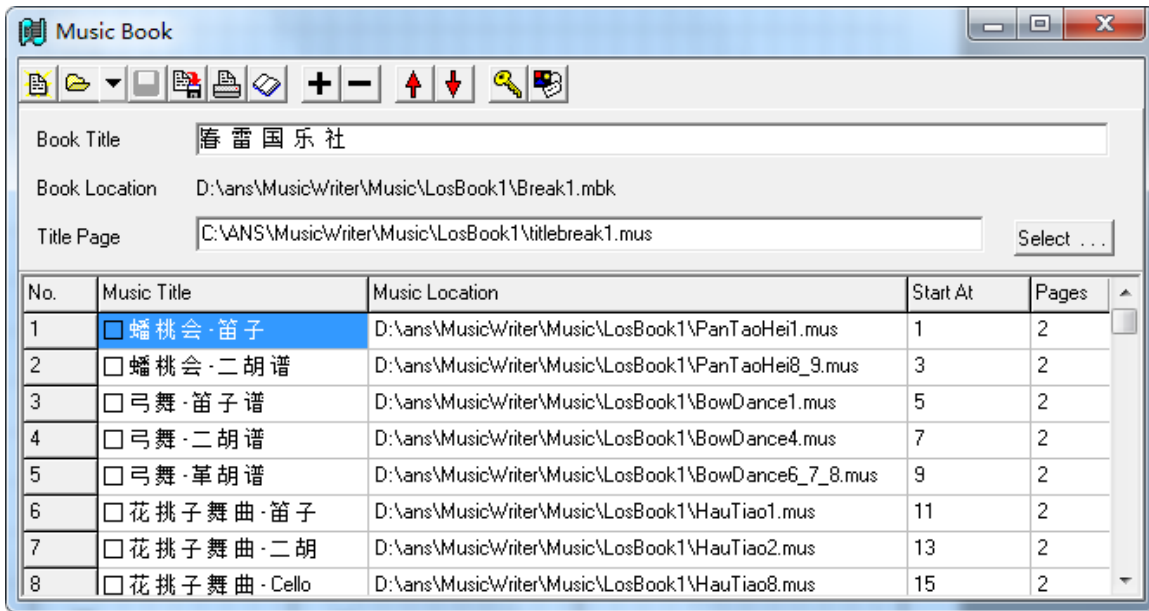 Music Book
Book Title 春 雷 国 乐 社
Book Location D:\ans\MusicWriter\Music\LosBook1\Break1.mbk
Title Page C:\ANS\MusicWriter\Music\LosBook1\titlebreak1.mus Select ...
No. Music Title Music Location Start At Pages
1 □ 蟠桃会·笛子 D:\ans\MusicWriter\Music\LosBook1\PanTaoHei1.mus 1 2
2 □ 蟠桃会·二胡谱 D:\ans\MusicWriter\Music\LosBook1\PanTaoHei8_9.mus 3 2
3 □ 弓舞·笛子谱 D:\ans\MusicWriter\Music\LosBook1\BowDance1.mus 5 2
4 □ 弓舞·二胡谱 D:\ans\MusicWriter\Music\LosBook1\BowDance4.mus 7 2
5 □ 弓舞·革胡谱 D:\ans\MusicWriter\Music\LosBook1\BowDance6_7_8.mus 9 2
6 □ 花挑子舞曲·笛子 D:\ans\MusicWriter\Music\LosBook1\HauTiao1.mus 11 2
7 □ 花挑子舞曲·二胡 D:\ans\MusicWriter\Music\LosBook1\HauTiao2.mus 13 2
8 □ 花挑子舞曲·Cello D:\ans\MusicWriter\Music\LosBook1\HauTiao8.mus 15 2